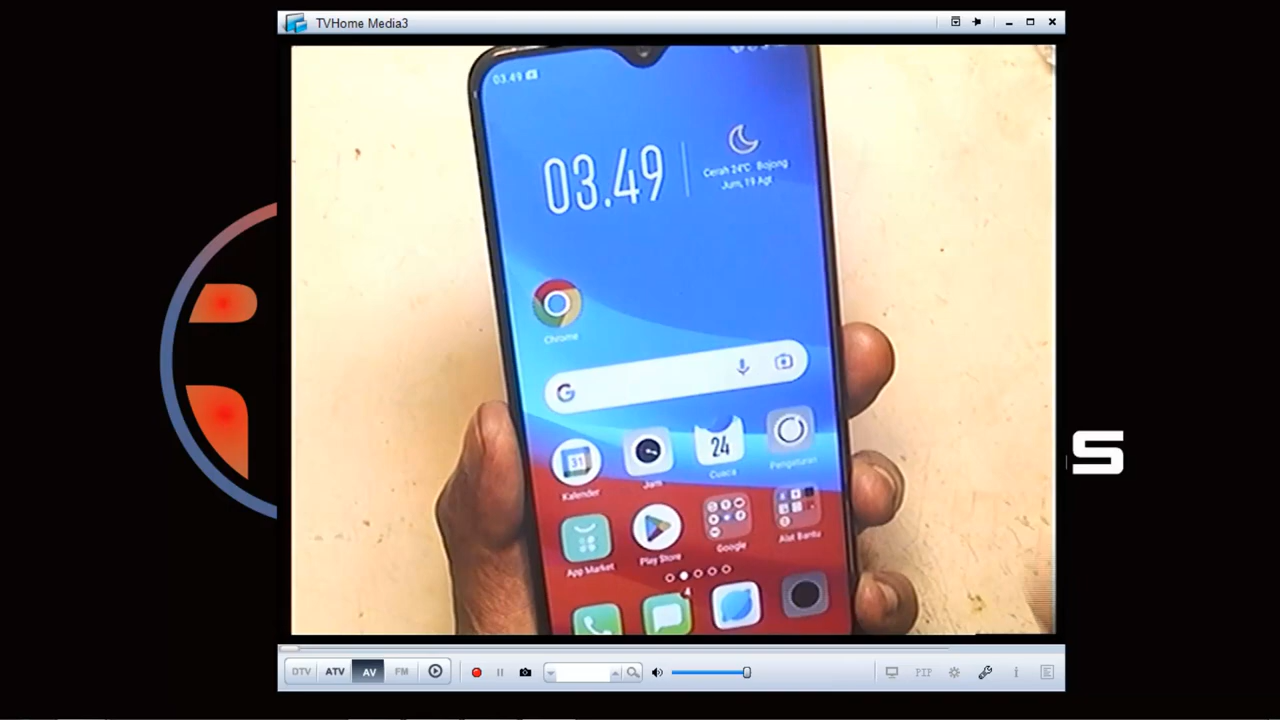 TVHome Media3
03.49
03.49
Cerah 24°C Bojong
Jum, 19 Agt
Chrome
31
24
Kalender
Jam
Cuaca
Pengaturan
App Market
Play Store
Google
Alat Bantu
4
S
DTV
ATV
AV
FM
PIP